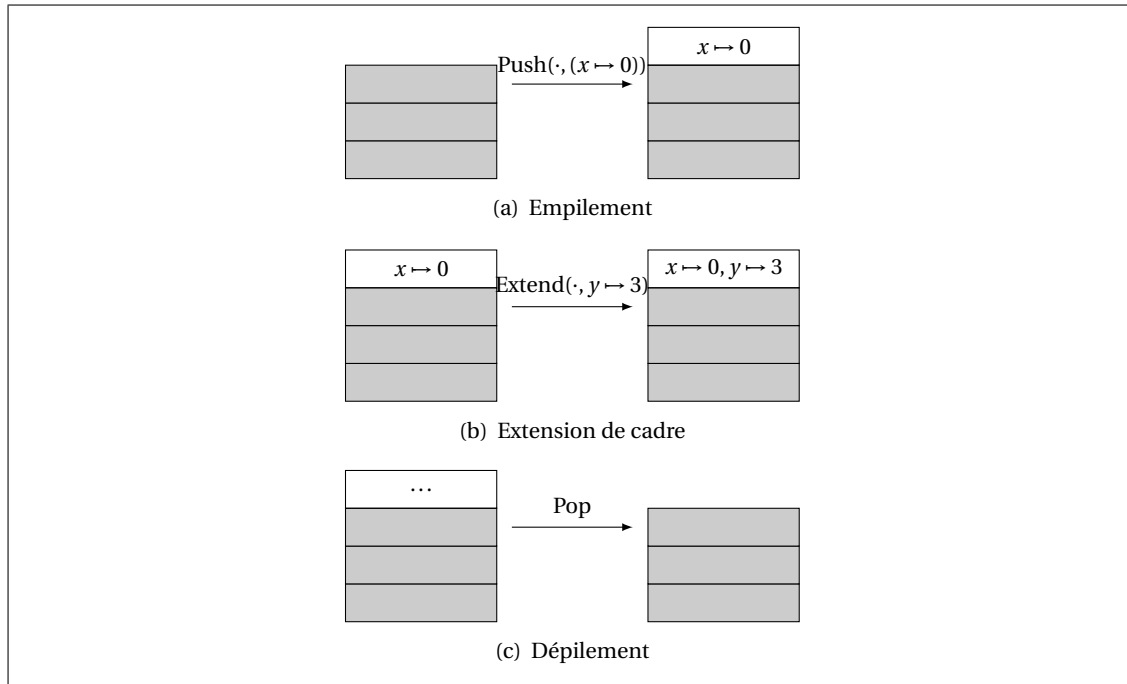 x ↦ 0
Push(·, (x ↦ 0))
(a) Empilement
x ↦ 0
Extend(·, y ↦ 3)
x ↦ 0, y ↦ 3
(b) Extension de cadre
···
Pop
(c) Dépilement